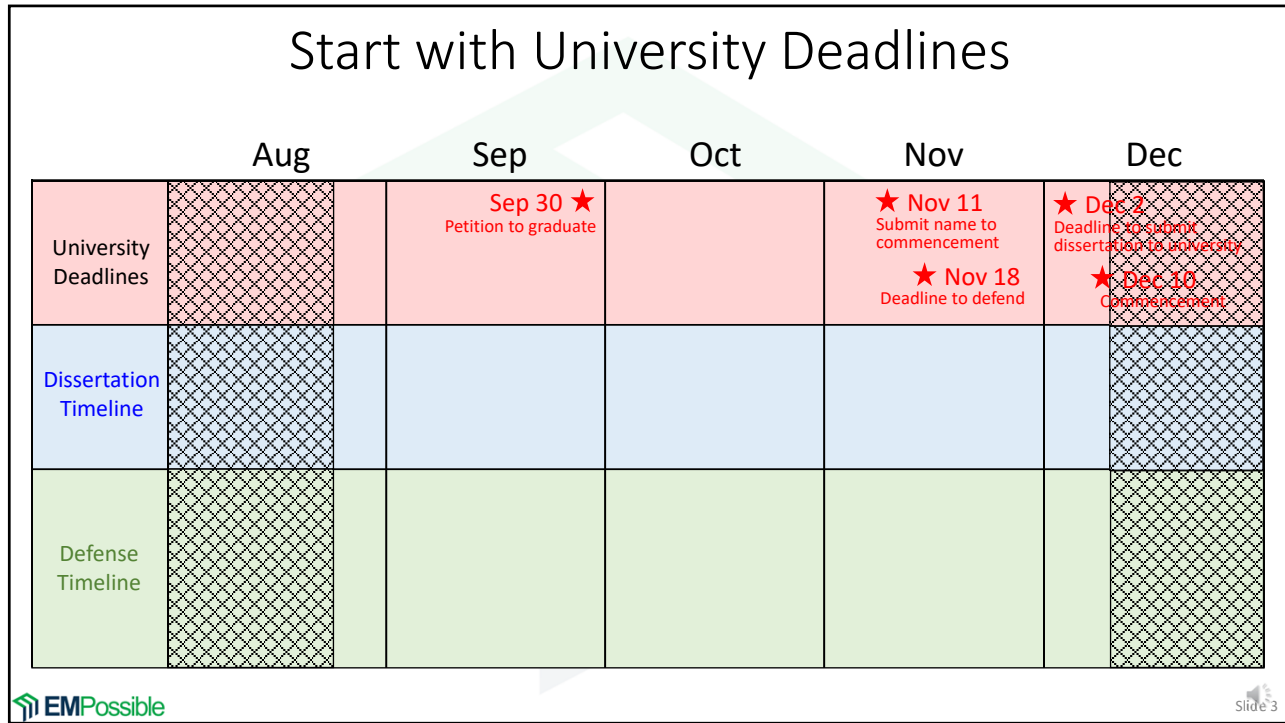 Start with University Deadlines
Aug Sep Oct Nov Dec
University
Deadlines
Sep 30
Petition to graduate
Nov 11
Submit name to
commencement
Nov 18
Deadline to defend
Dec 2
Deadline to submit
dissertation to university
Dec 10
Commencement
Dissertation
Timeline
Defense
Timeline
EMPossible
Slide 3